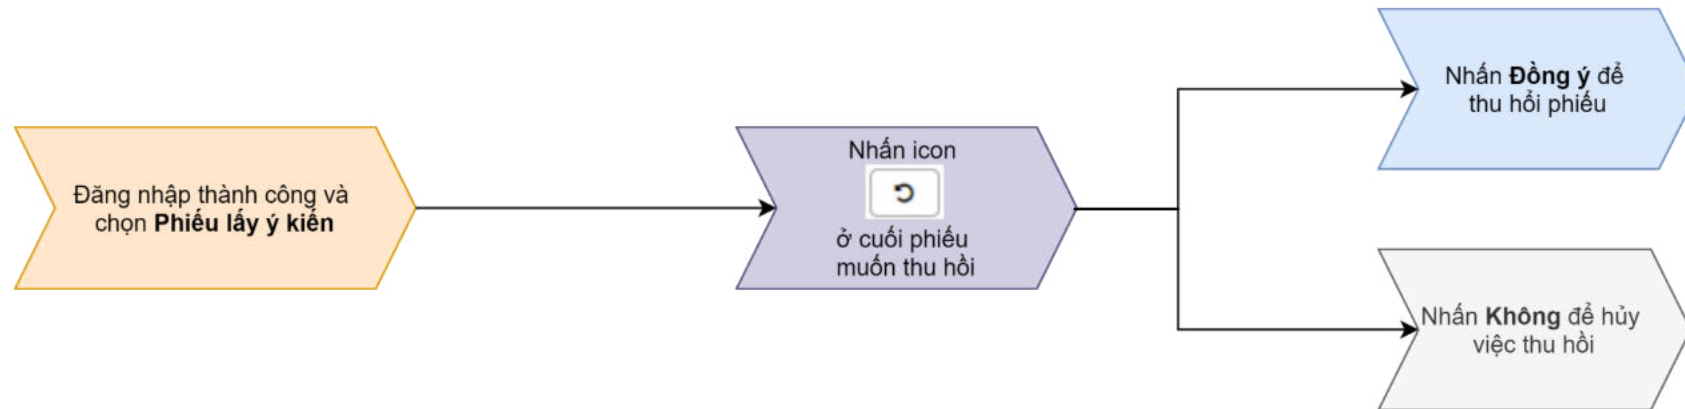 Đăng nhập thành công và
chọn Phiếu lấy ý kiến
Nhấn icon
ở cuối phiếu
muốn thu hồi
Nhấn Đồng ý để
thu hồi phiếu
Nhấn Không để hủy
việc thu hồi